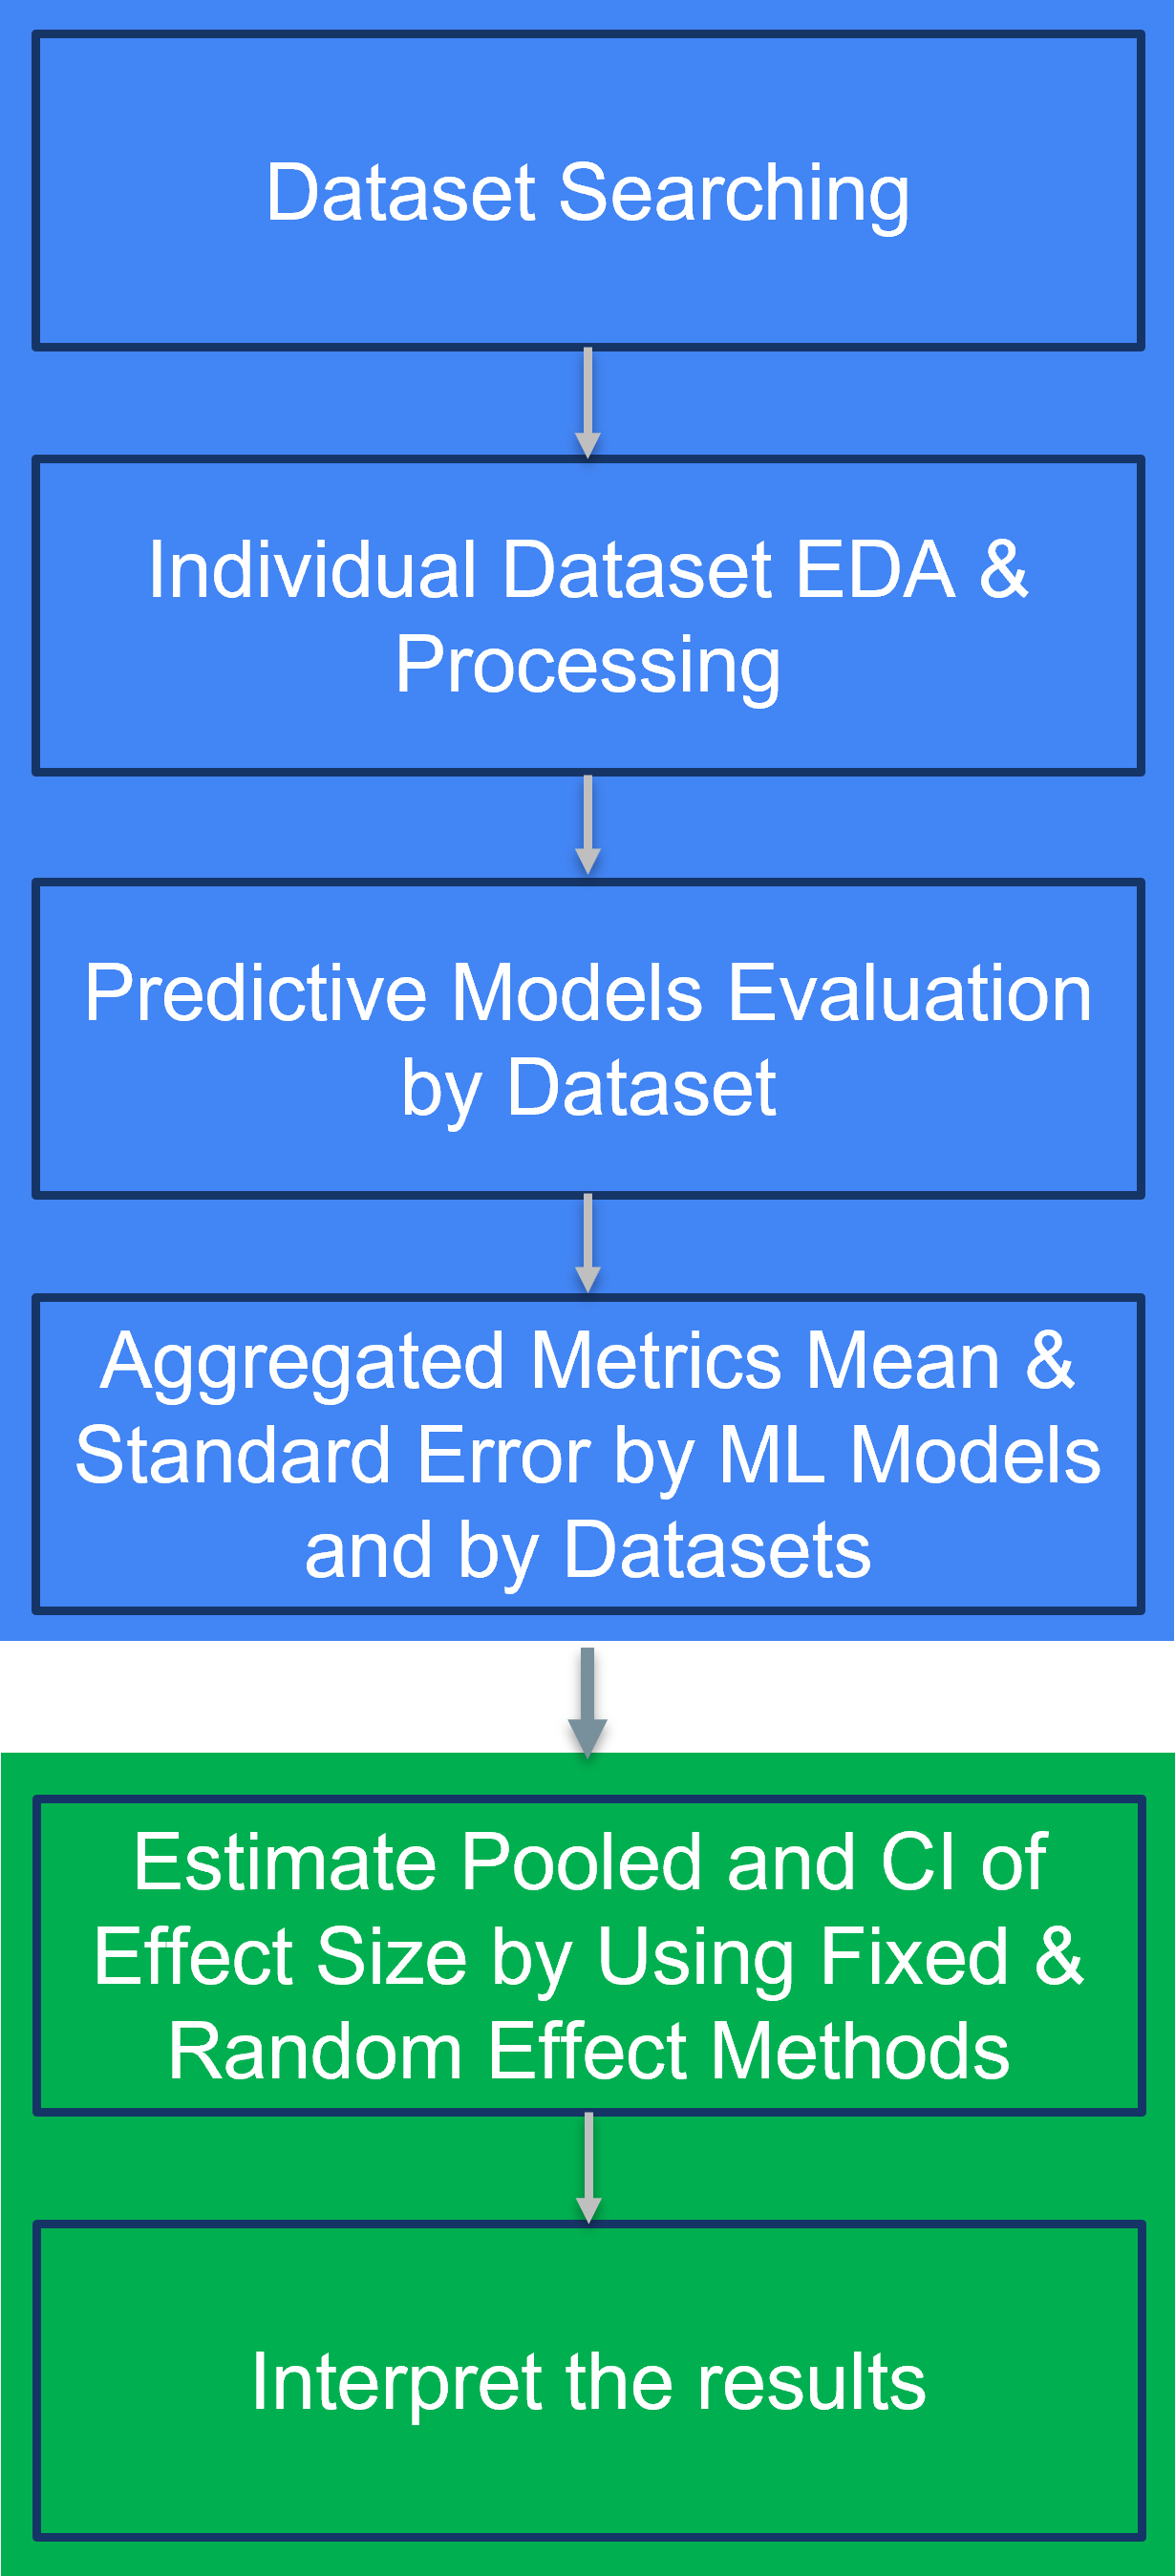 Dataset Searching
Individual Dataset EDA &
Processing
Predictive Models Evaluation
by Dataset
Aggregated Metrics Mean &
Standard Error by ML Models
and by Datasets
Estimate Pooled and CI of
Effect Size by Using Fixed &
Random Effect Methods
Interpret the results